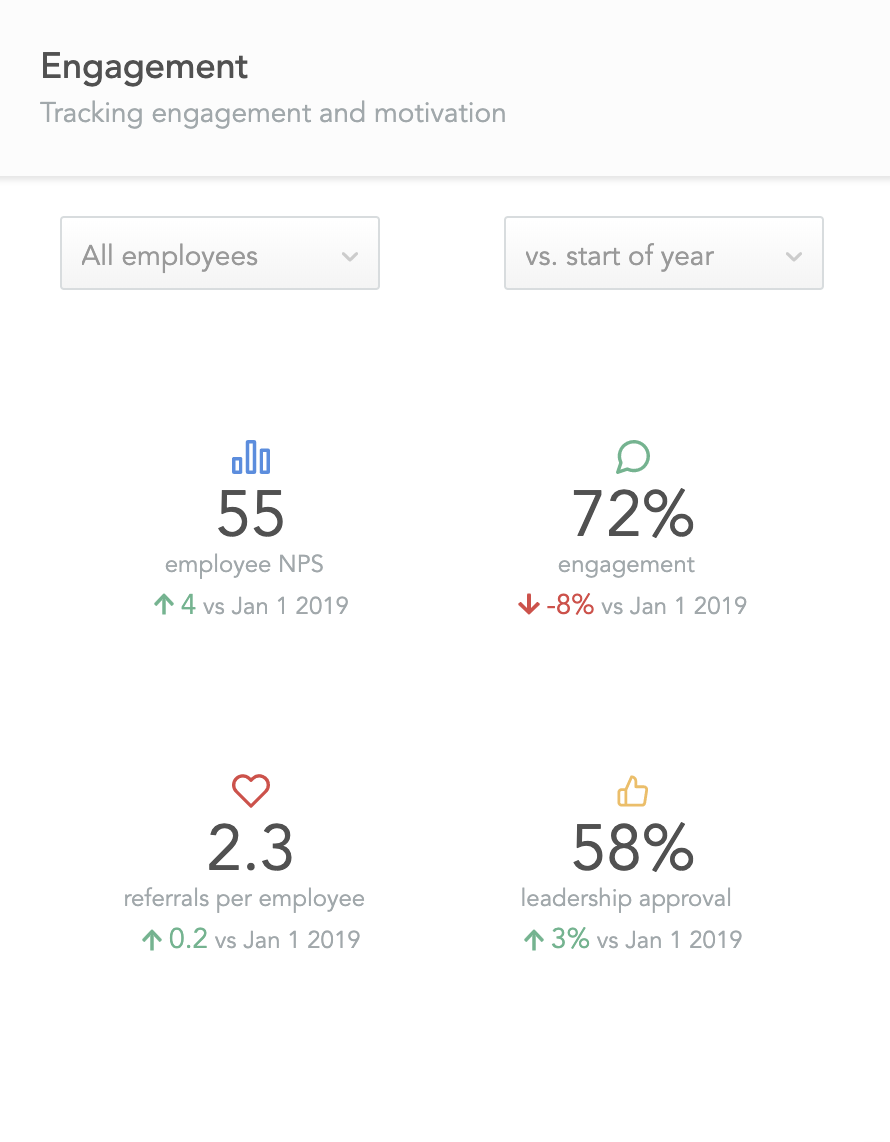 Engagement
Tracking engagement and motivation
All employees
vs. start of year
55
employee NPS
4 vs Jan 1 2019
72%
engagement
-8% vs Jan 1 2019
2.3
referrals per employee
0.2 vs Jan 1 2019
58%
leadership approval
3% vs Jan 1 2019